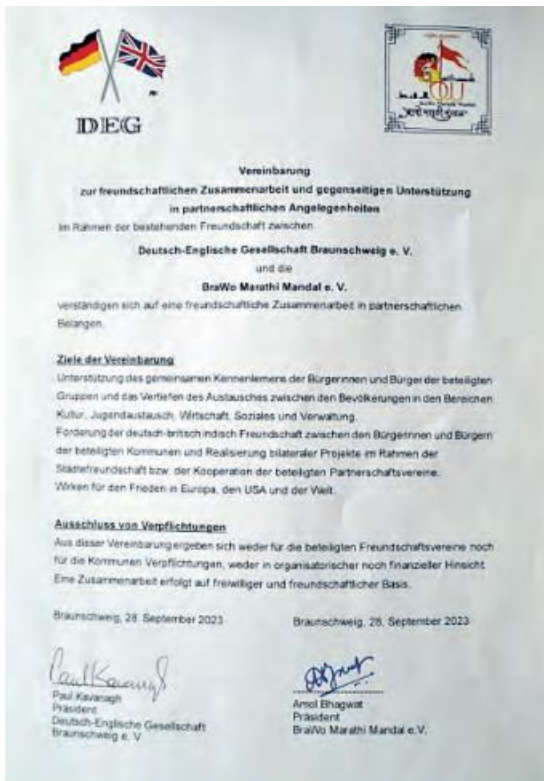 DEG
Vereinbarung
zur freundschaftlichen Zusammenarbeit und gegenseitigen Unterstützung
in partnerschaftlichen Angelegenheiten
Im Rahmen der bestehenden Freundschaft zwischen
Deutsch-Englische Gesellschaft Braunschweig e. V.
und die
BraWo Marathi Mandal e. V.
verständigen sich auf eine freundschaftliche Zusammenarbeit in partnerschaftlichen
Belangen.
Ziele der Vereinbarung
Unterstützung des gemeinsamen Kennenlernens der Bürgerinnen und Bürger der beteiligten
Gruppen und das Vertiefen des Austausches zwischen den Bevölkerungen in den Bereichen
Kultur, Jugendaustausch, Wirtschaft, Soziales und Verwaltung.
Förderung der deutsch-britisch indisch Freundschaft zwischen den Bürgerinnen und Bürgern
der beteiligten Kommunen und Realisierung bilateraler Projekte im Rahmen der
Städtefreundschaft bzw. der Kooperation der beteiligten Partnerschaftsvereine.
Wirken für den Frieden in Europa, den USA und der Welt.
Ausschluss von Verpflichtungen
Aus dieser Vereinbarung ergeben sich weder für die beteiligten Freundschaftsvereine noch
für die Kommunen Verpflichtungen, weder in organisatorischer noch finanzieller Hinsicht.
Eine Zusammenarbeit erfolgt auf freiwilliger und freundschaftlicher Basis.
Braunschweig, 28. September 2023
Braunschweig, 28. September 2023
Paul Kavanagh
Paul Kavanagh
Präsident
Deutsch-Englische Gesellschaft
Braunschweig e. V
Amol Bhagwat
Präsident
BraWo Marathi Mandal e.V.